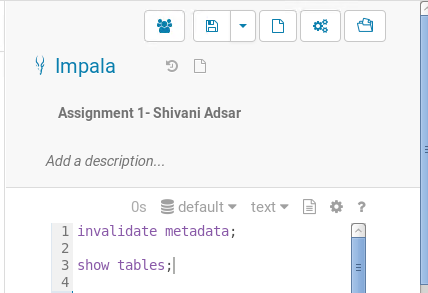 Impala
Assignment 1- Shivani Adsar
Add a description...
0s default text ?
1 invalidate metadata;
2
3 show tables;
4